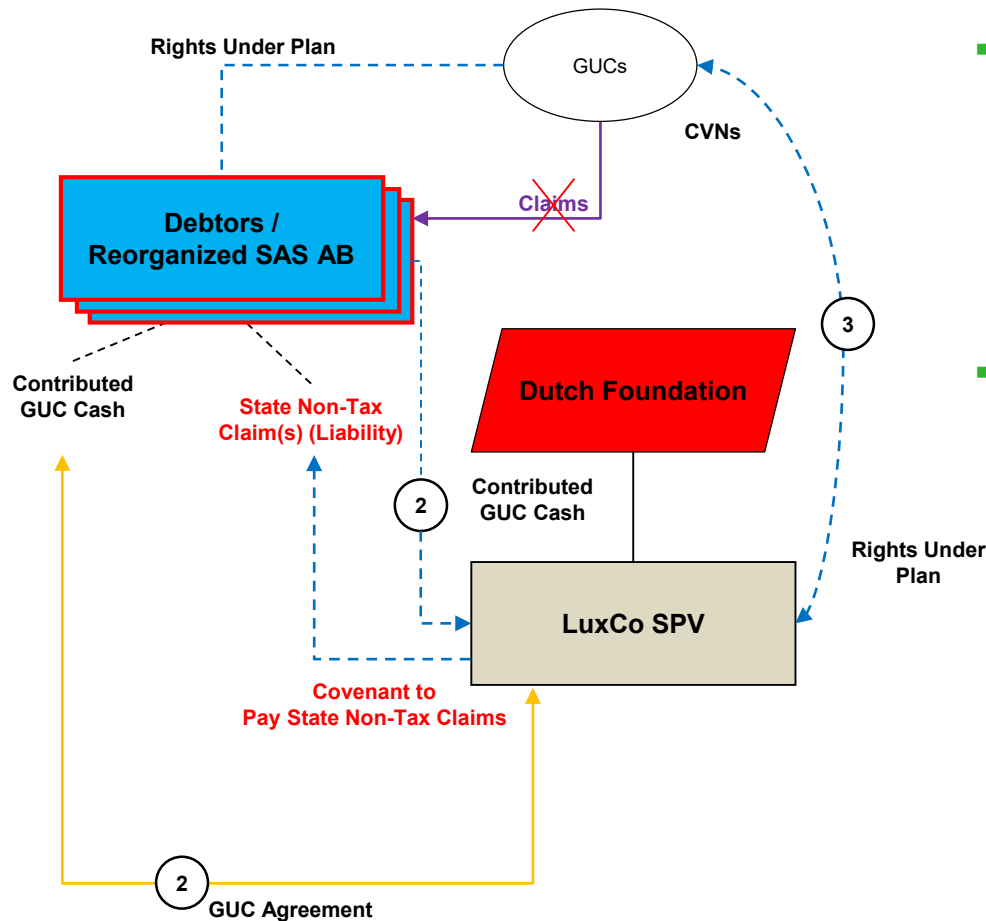 Rights Under Plan
GUCs
CVNs
Claims
Debtors /
Reorganized SAS AB
3
Dutch Foundation
Contributed
GUC Cash
State Non-Tax
Claim(s) (Liability)
2
Contributed
GUC Cash
Rights Under
Plan
LuxCo SPV
Covenant to
Pay State Non-Tax Claims
2
GUC Agreement